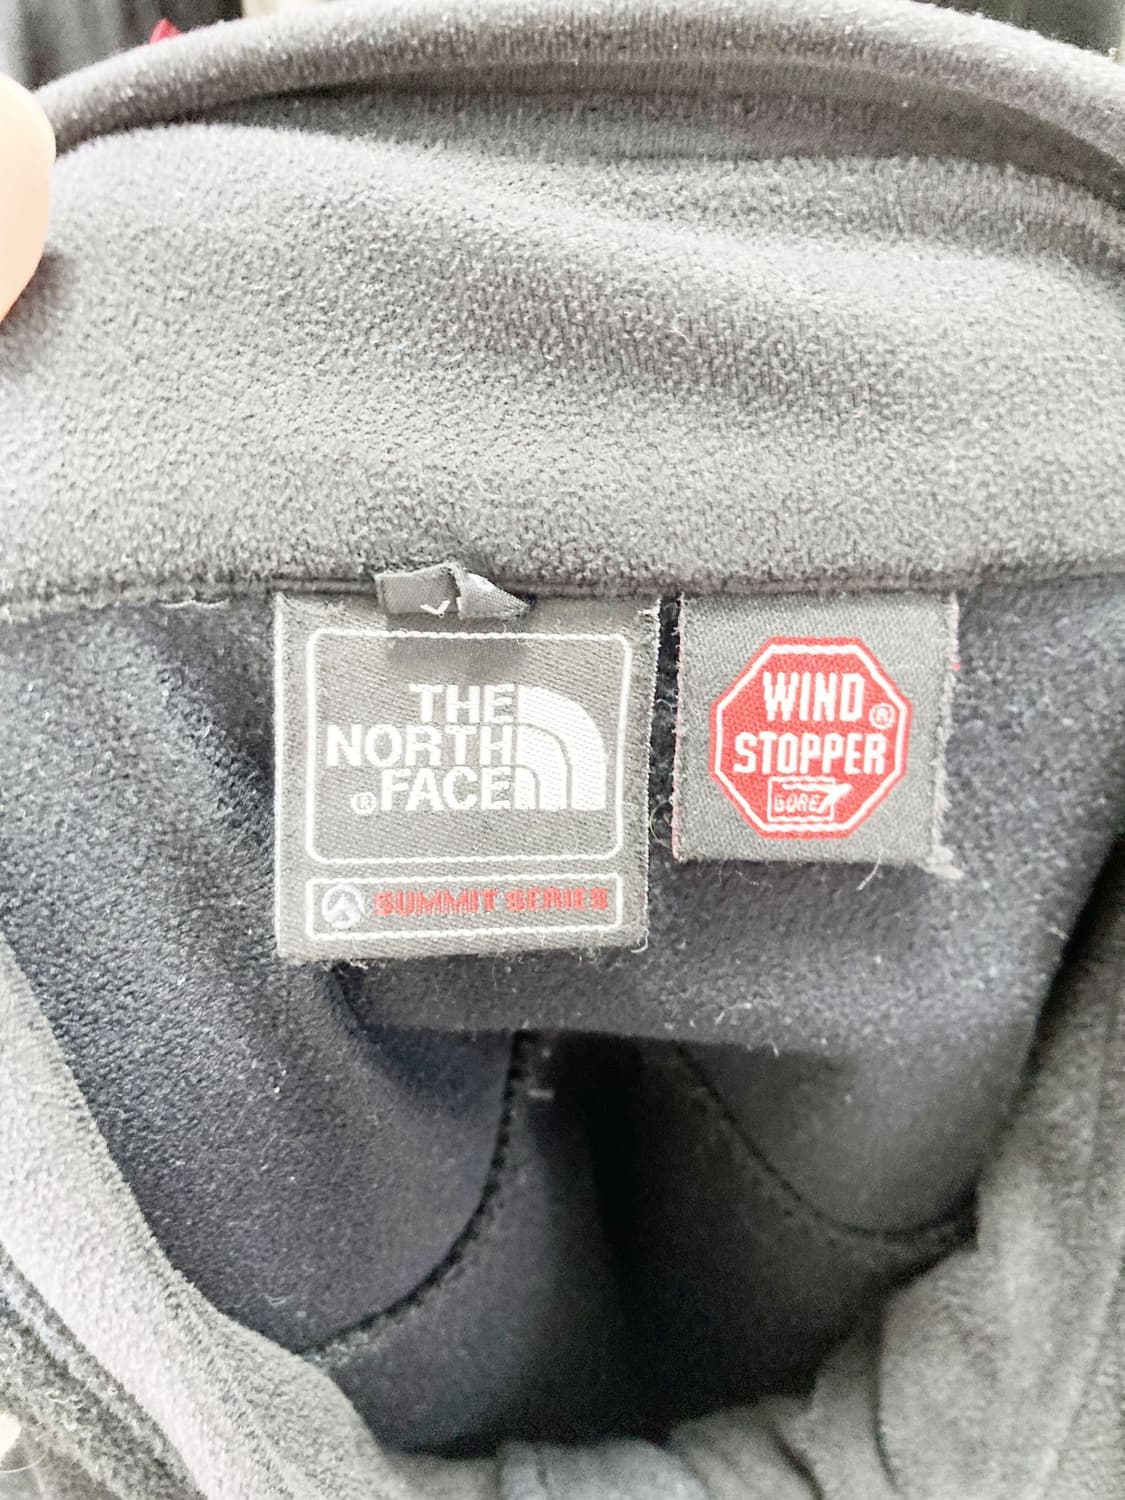 THE
NORTH
®FACE
SUMMIT SERIES
WIND
STOPPER®
GORE